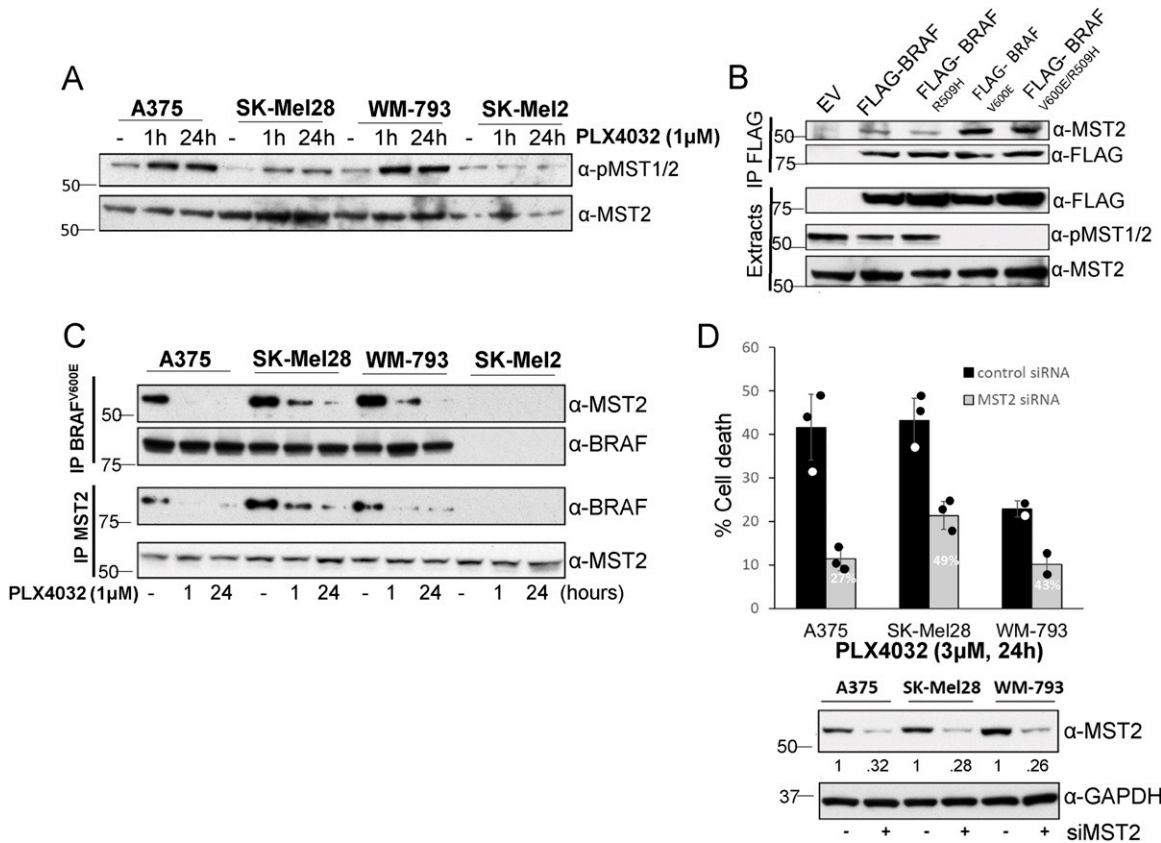 A
A375 SK-Mel28 WM-793 SK-Mel2
- 1h 24h - 1h 24h - 1h 24h - 1h 24h PLX4032 (1µM)
50 α-pMST1/2
50 α-MST2
B
EV
FLAG-BRAF
FLAG- BRAF
R509H
FLAG- BRAF
V600E
FLAG- BRAF
V600E/R509H
IP FLAG
50 α-MST2
75 α-FLAG
Extracts
75 α-FLAG
50 α-pMST1/2
50 α-MST2
C
A375 SK-Mel28 WM-793 SK-Mel2
IP BRAFV600E
50 α-MST2
75 α-BRAF
IP MST2
α-BRAF
50 α-MST2
PLX4032 (1µM) - 1 24 - 1 24 - 1 24 - 1 24 (hours)
D
% Cell death
60
50
40
30
20
10
0
control siRNA
MST2 siRNA
27% 49% 43%
A375 SK-Mel28 WM-793
PLX4032 (3µM, 24h)
A375 SK-Mel28 WM-793
50 α-MST2
1 .32 1 .28 1 .26
37 α-GAPDH
- + - + - + siMST2